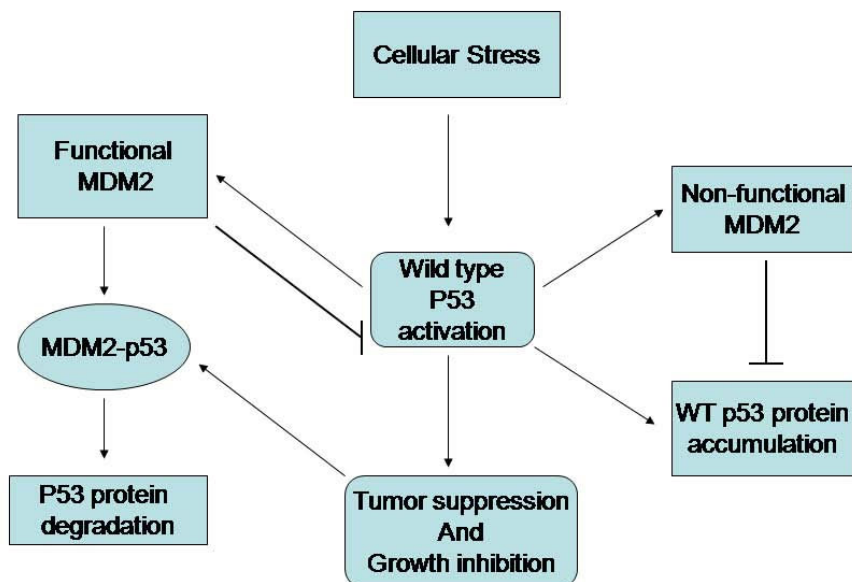 Cellular Stress
Functional
MDM2
Non-functional
MDM2
Wild type
P53
activation
MDM2-p53
WT p53 protein
accumulation
P53 protein
degradation
Tumor suppression
And
Growth inhibition